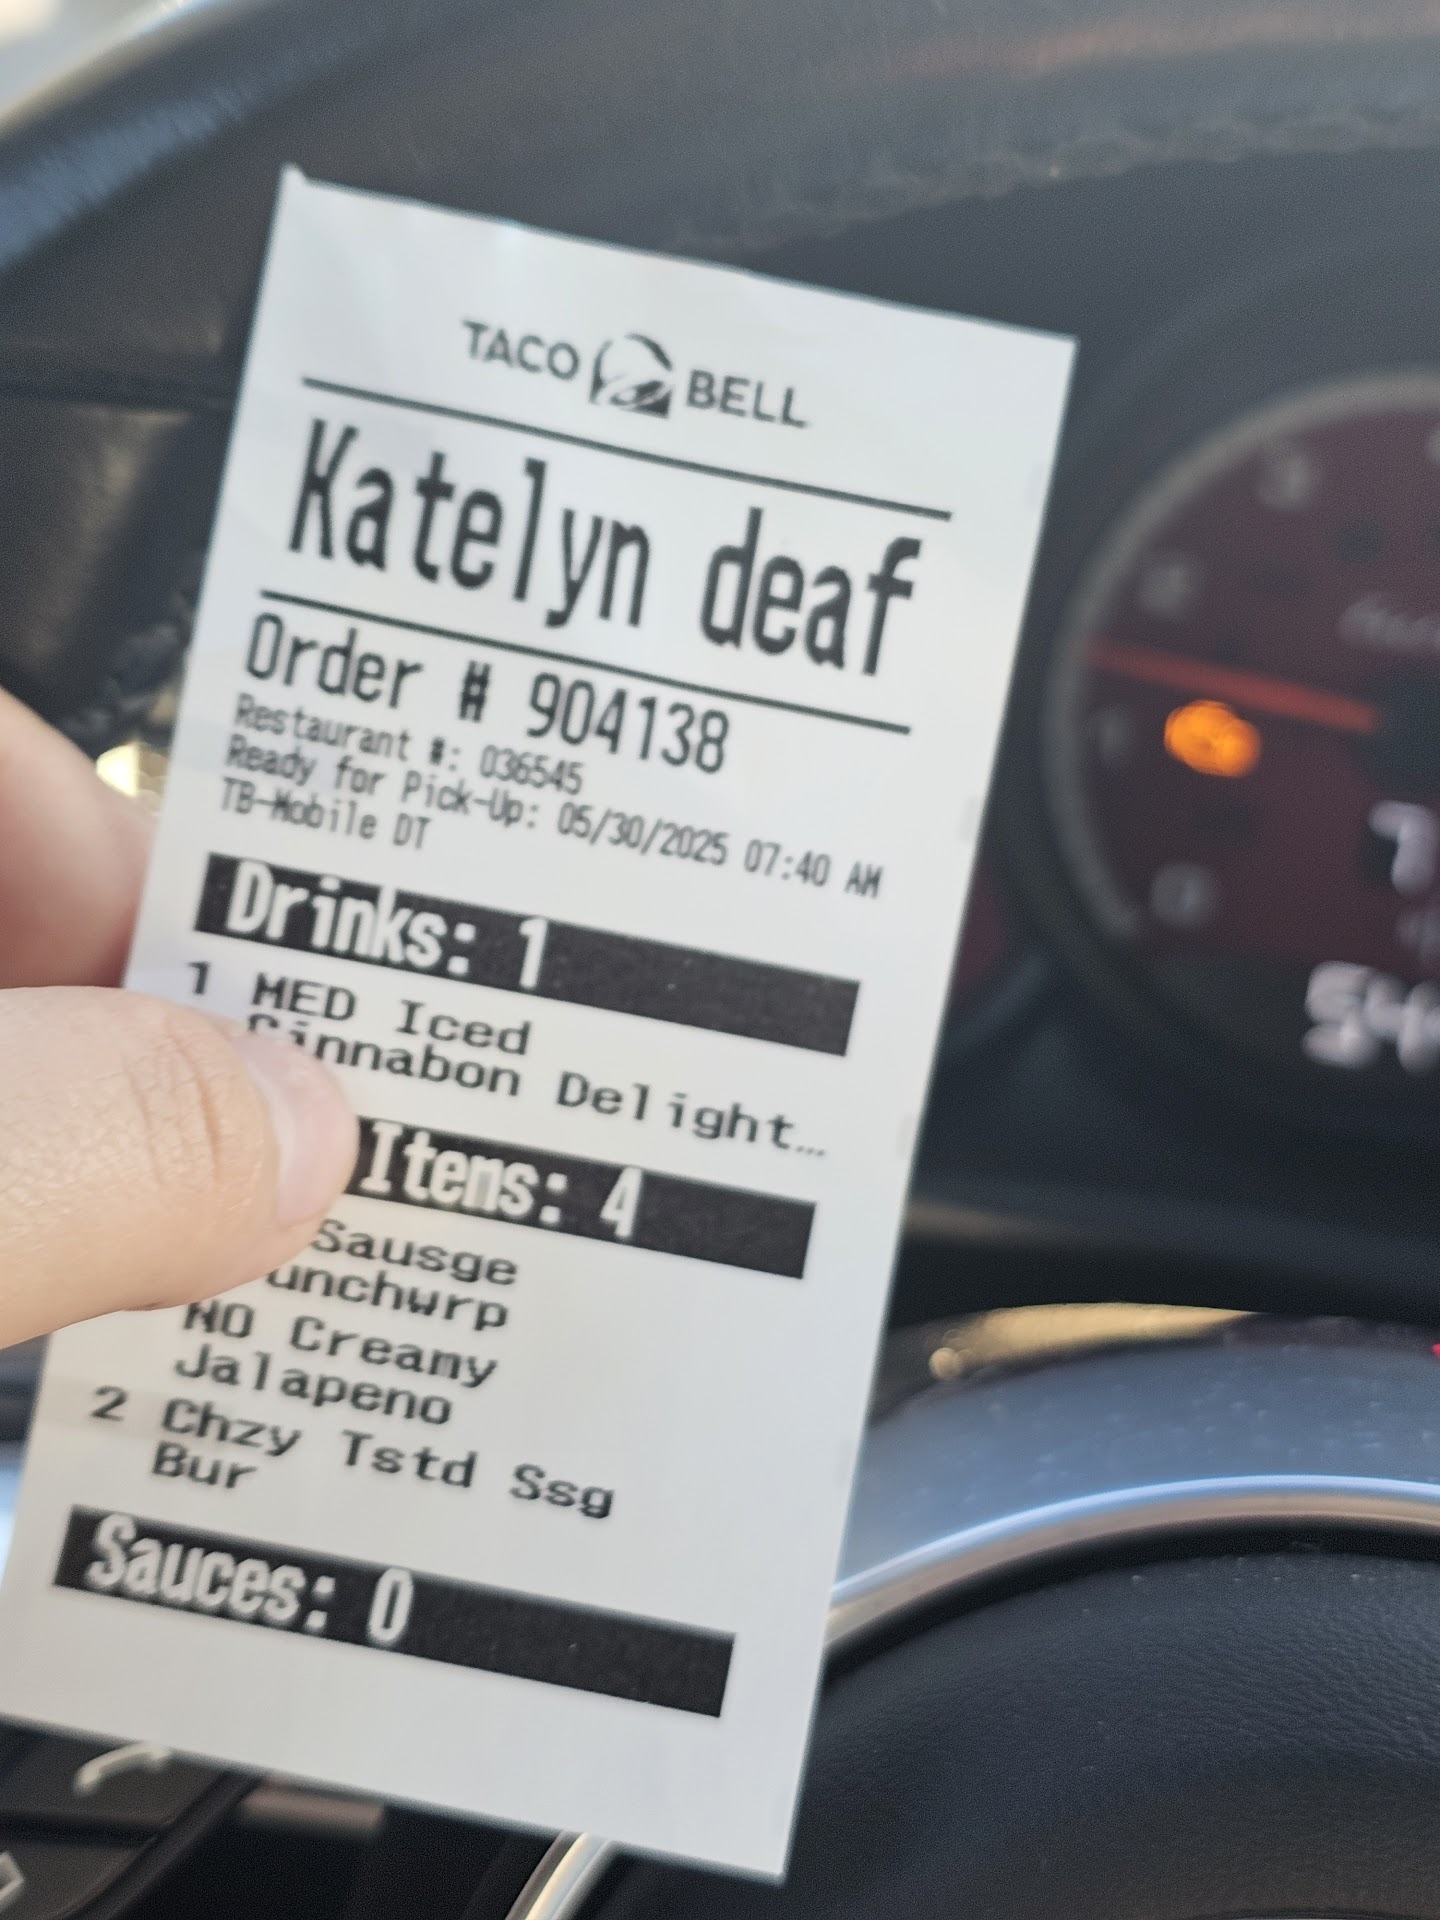 TACO BELL
Katelyn deaf
Order # 904138
Restaurant #: 036545
Ready for Pick-Up: 05/30/2025 07:40 AM
TB-Mobile DT
Drinks: 1
1 MED Iced
Cinnabon Delight…
Items: 4
Sausge
unchwrp
NO Creamy
Jalapeno
2 Chzy Tstd Ssg
Bur
Sauces: 0